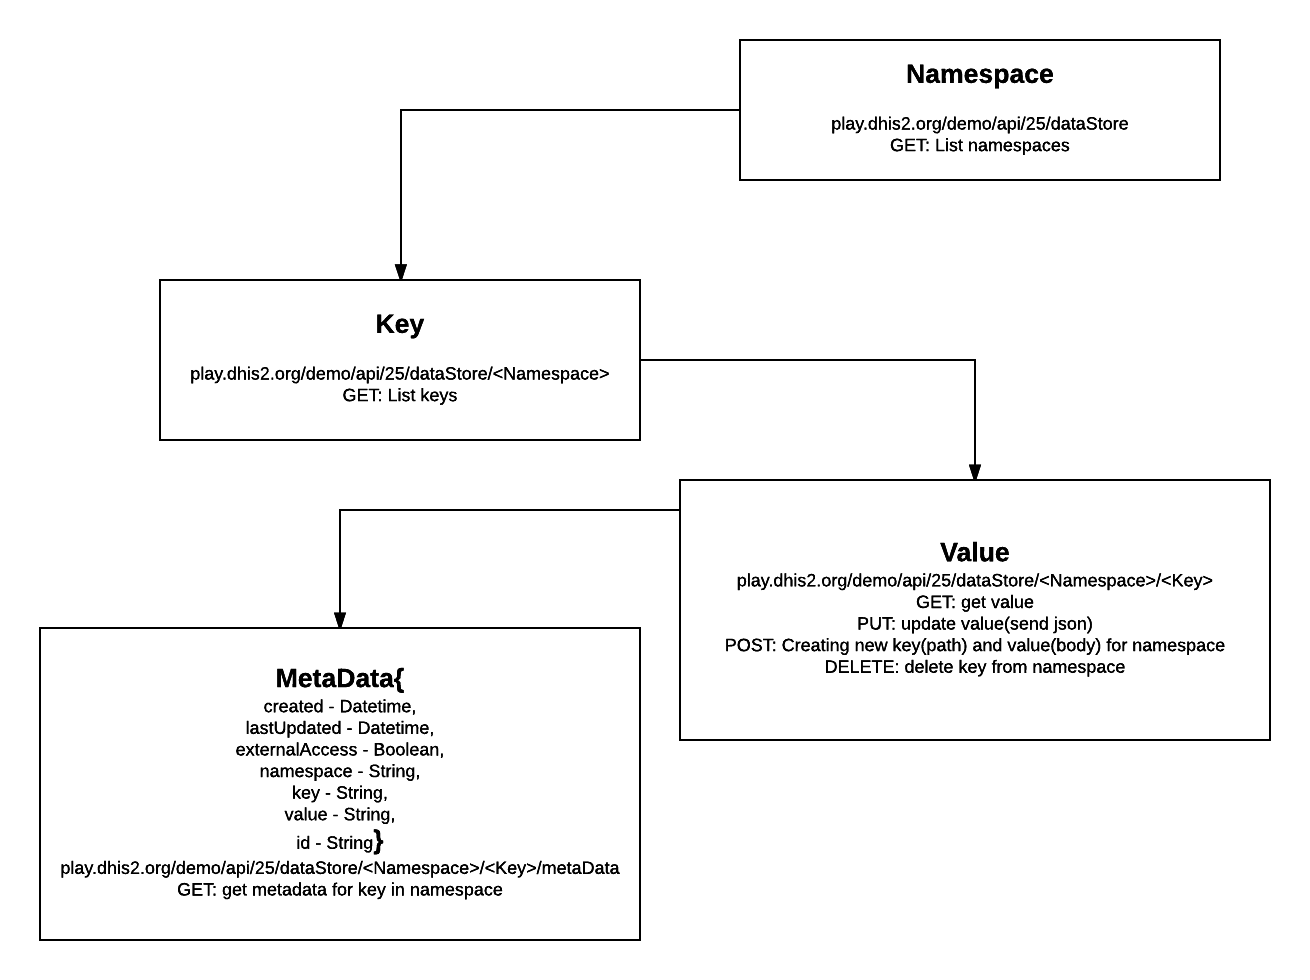 Namespace
play.dhis2.org/demo/api/25/dataStore
GET: List namespaces
Key
play.dhis2.org/demo/api/25/dataStore/<Namespace>
GET: List keys
Value
play.dhis2.org/demo/api/25/dataStore/<Namespace>/<Key>
GET: get value
PUT: update value(send json)
POST: Creating new key(path) and value(body) for namespace
DELETE: delete key from namespace
MetaData{
created - Datetime,
lastUpdated - Datetime,
externalAccess - Boolean,
namespace - String,
key - String,
value - String,
id - String}
play.dhis2.org/demo/api/25/dataStore/<Namespace>/<Key>/metaData
GET: get metadata for key in namespace